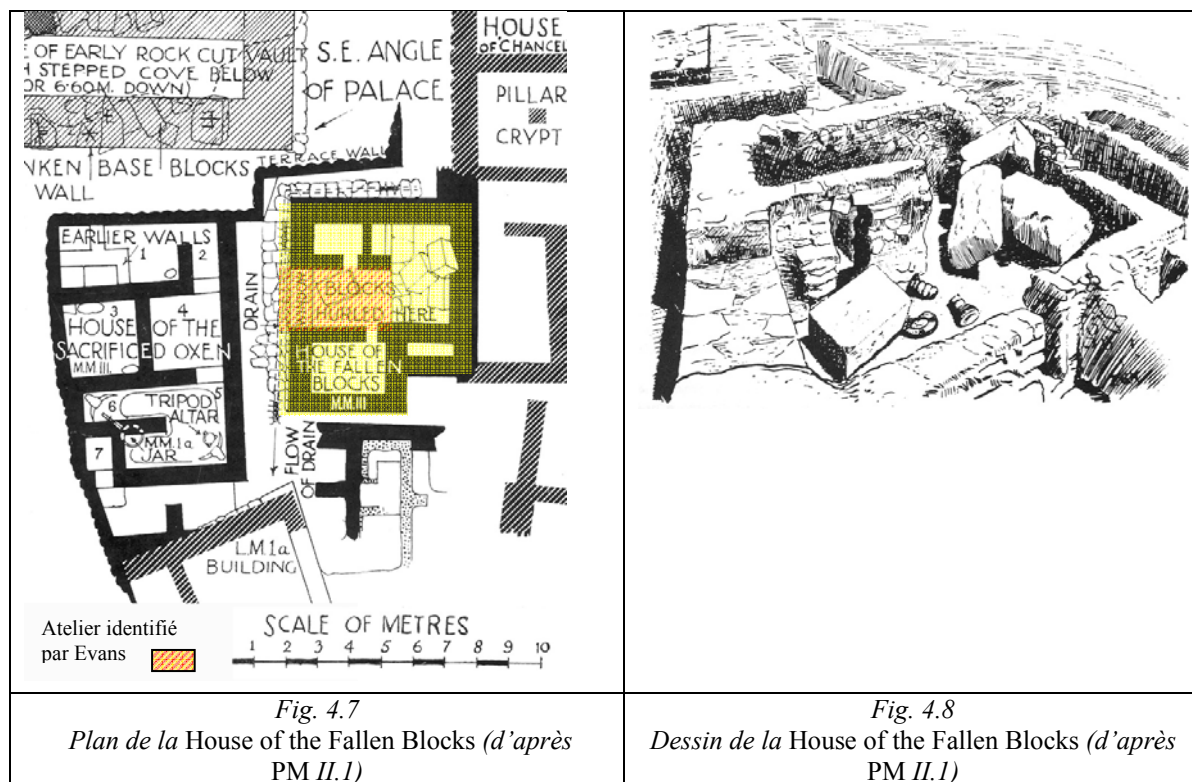 HOUSE
OF CHANCEL
E OF EARLY ROCK C
H STEPPED COVE BELOW
OR 6·60M. DOWN)
S.E. ANGLE
OF PALACE
PILLAR
CRYPT
NKEN BASE BLOCKS
WALL
TERRACE WALL
EARLIER WALLS
1
2
DRAIN
BLOCKS
HURLED HERE
3
4
HOUSE OF THE
SACRIFICED OXEN
M.M III.
HOUSE OF
THE FALLEN
BLOCKS
5
6
TRIPOD
ALTAR
M.M.1a
JAR
7
FLOW
OF DRAIN
L.M.1a
BUILDING
Atelier identifié
par Evans
SCALE OF METRES
1 2 3 4 5 6 7 8 9 10
Fig. 4.7
Plan de la House of the Fallen Blocks (d’après
PM II.1)
Fig. 4.8
Dessin de la House of the Fallen Blocks (d’après
PM II.1)